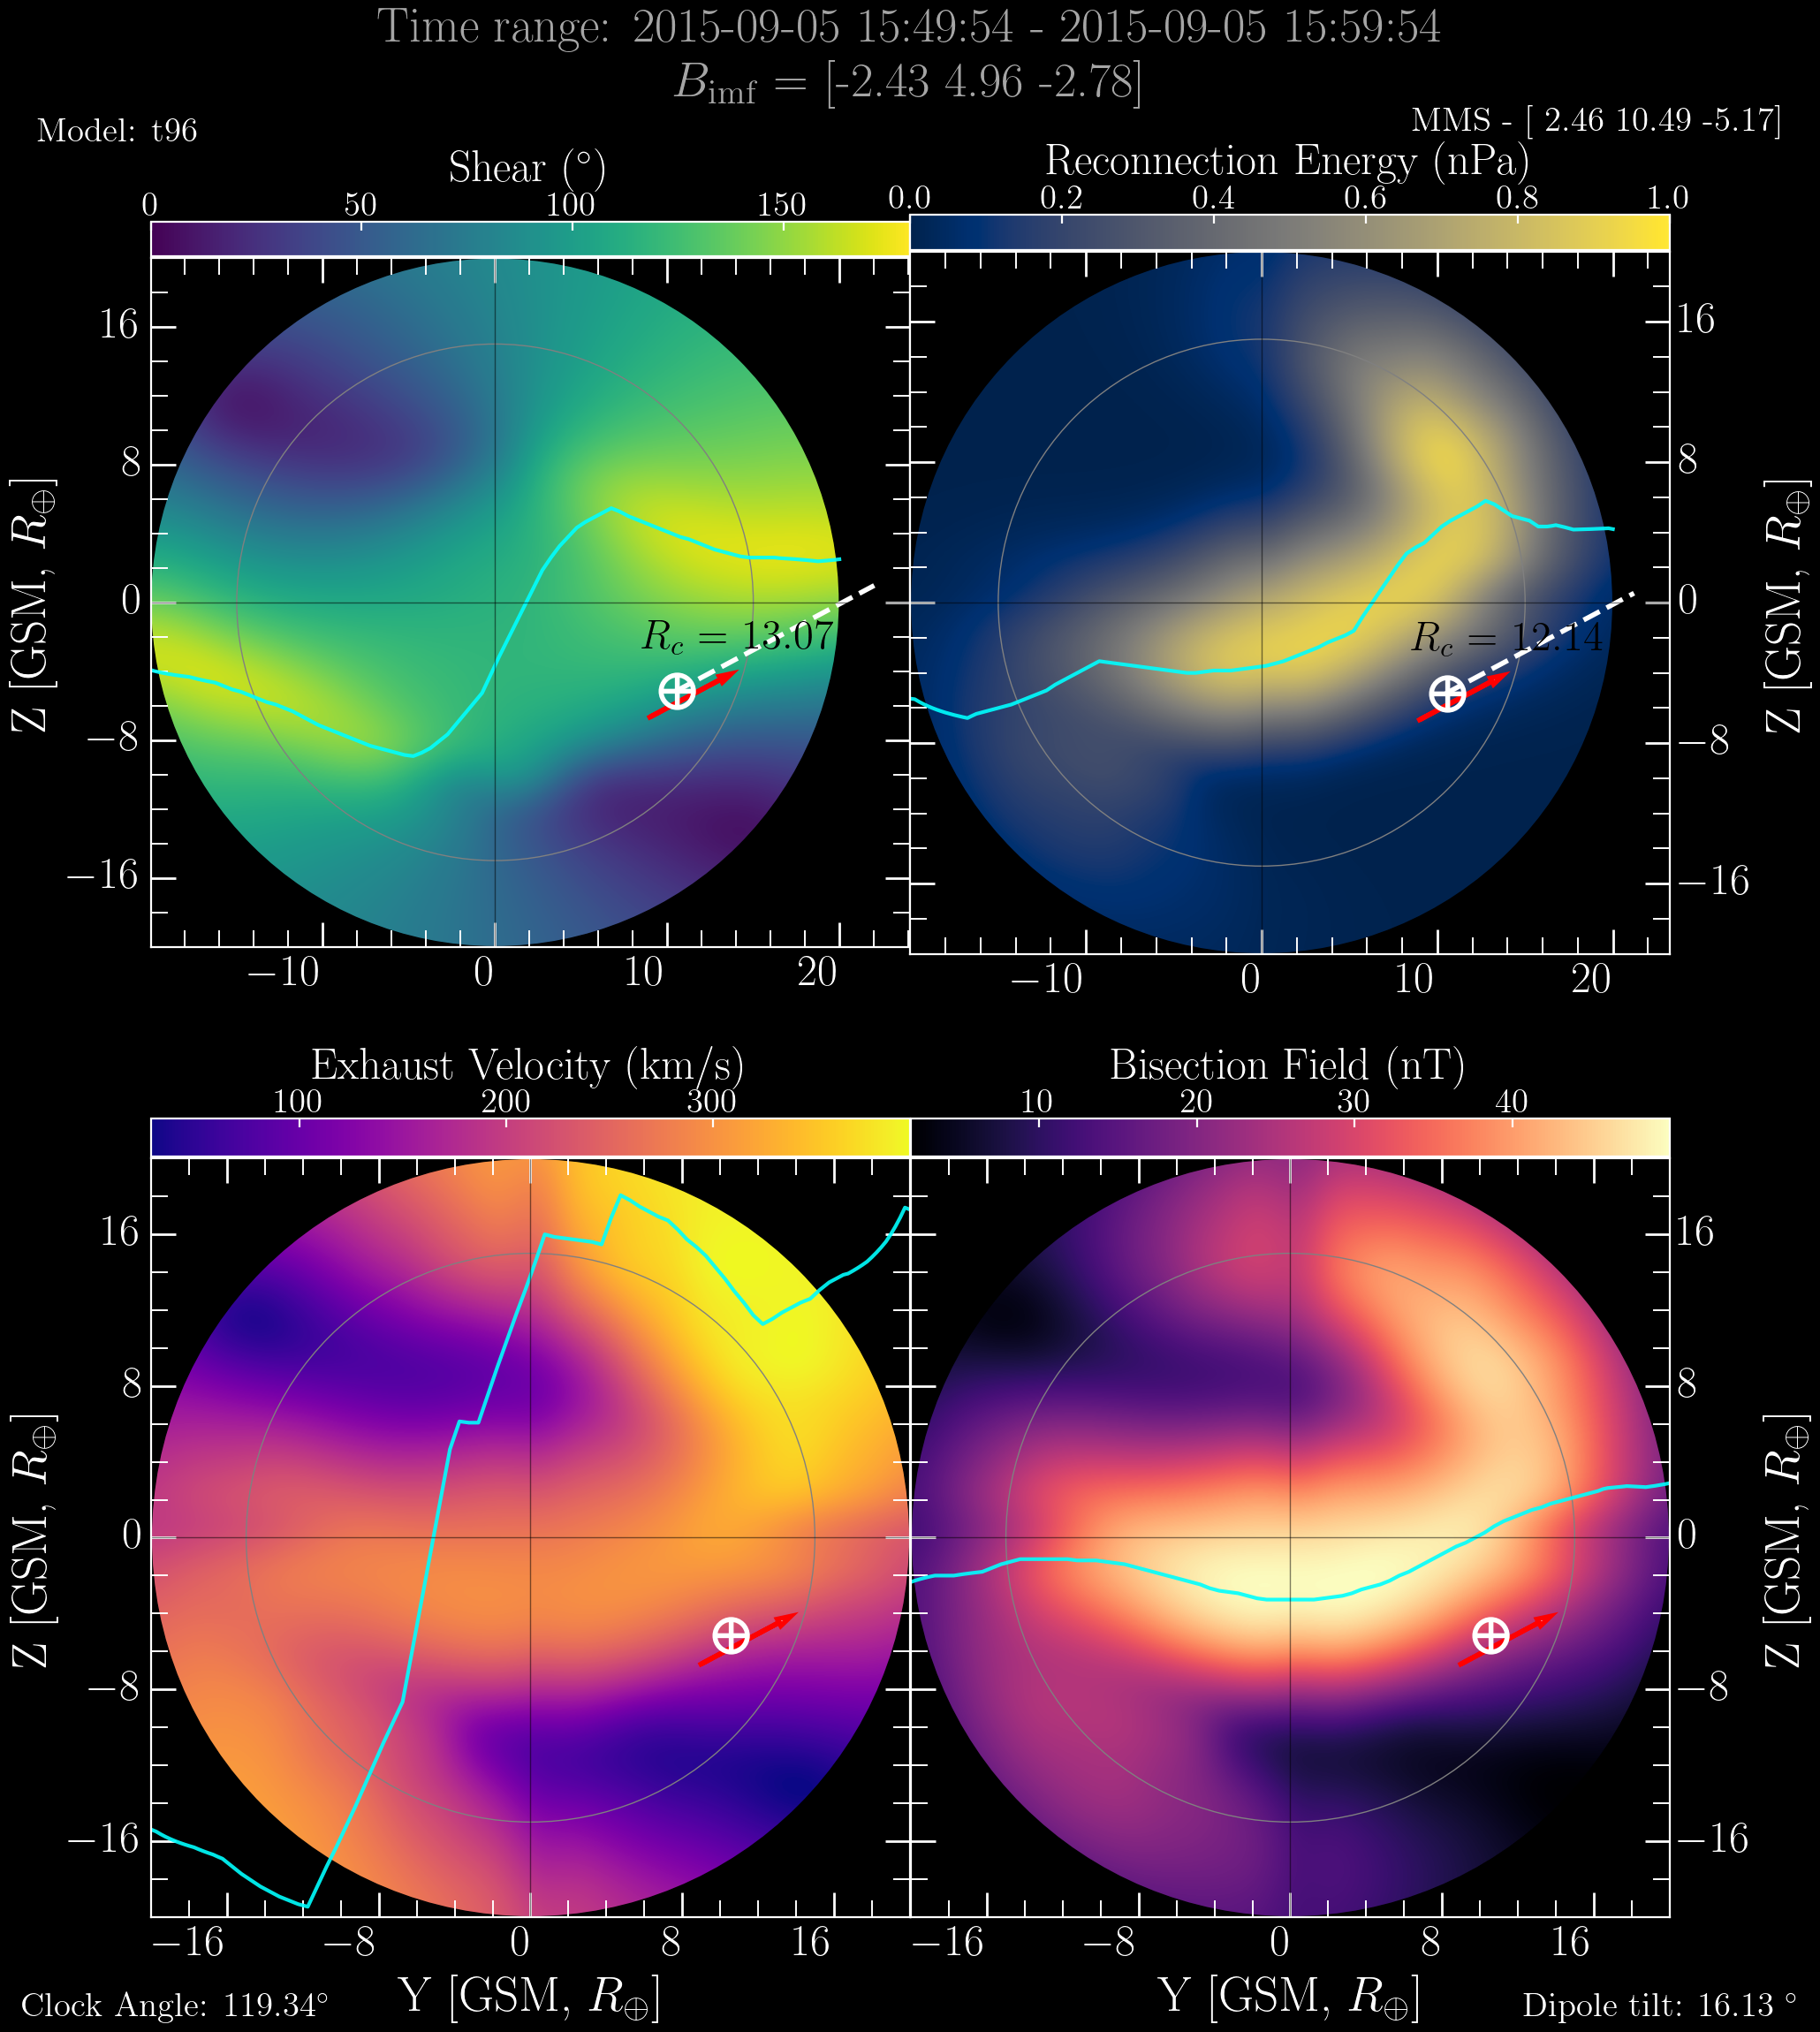 Time range: 2015-09-05 15:49:54 - 2015-09-05 15:59:54
B_imf = [-2.43 4.96 -2.78]
Model: t96
MMS - [ 2.46 10.49 -5.17]
Shear (°)
0 50 100 150
Reconnection Energy (nPa)
0.0 0.2 0.4 0.6 0.8 1.0
Z [GSM, R⊕]
16
8
0
−8
−16
R_c = 13.07
−10 0 10 20
R_c = 12.14
16
8
0
−8
−16
Z [GSM, R⊕]
−10 0 10 20
Exhaust Velocity (km/s)
100 200 300
Bisection Field (nT)
10 20 30 40
Z [GSM, R⊕]
16
8
0
−8
−16
−16 −8 0 8 16
Y [GSM, R⊕]
16
8
0
−8
−16
Z [GSM, R⊕]
−16 −8 0 8 16
Y [GSM, R⊕]
Clock Angle: 119.34°
Dipole tilt: 16.13 °